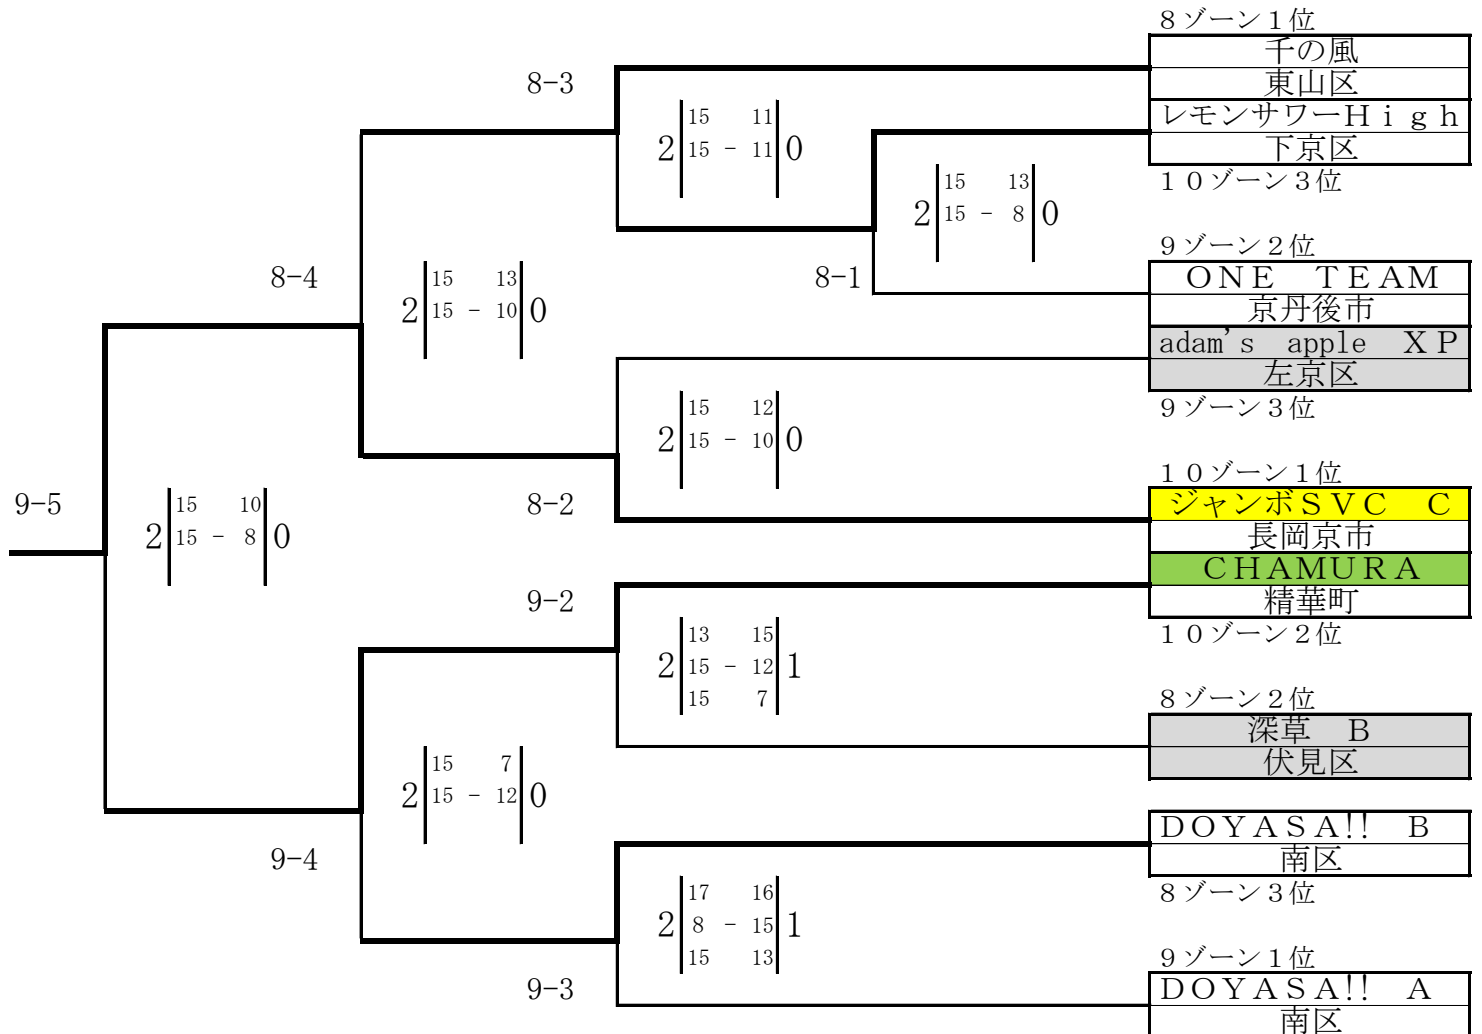 8ゾーン1位
千の風
東山区
レモンサワーＨｉｇｈ
下京区
１０ゾーン3位
9ゾーン2位
ＯＮＥ　ＴＥＡＭ
京丹後市
adam's apple ＸＰ
左京区
9ゾーン3位
１０ゾーン1位
ジャンボＳＶＣ　Ｃ
長岡京市
ＣＨＡＭＵＲＡ
精華町
１０ゾーン2位
8ゾーン2位
深草　Ｂ
伏見区
ＤＯＹＡＳＡ!!　Ｂ
南区
8ゾーン3位
9ゾーン1位
ＤＯＹＡＳＡ!!　Ａ
南区
8-3
15 11
2 15 - 11 0
15 13
2 15 - 8 0
8-1
8-4
15 13
2 15 - 10 0
15 12
2 15 - 10 0
8-2
9-5
15 10
2 15 - 8 0
9-2
13 15
2 15 - 12 1
15 7
15 7
2 15 - 12 0
9-4
17 16
2 8 - 15 1
15 13
9-3